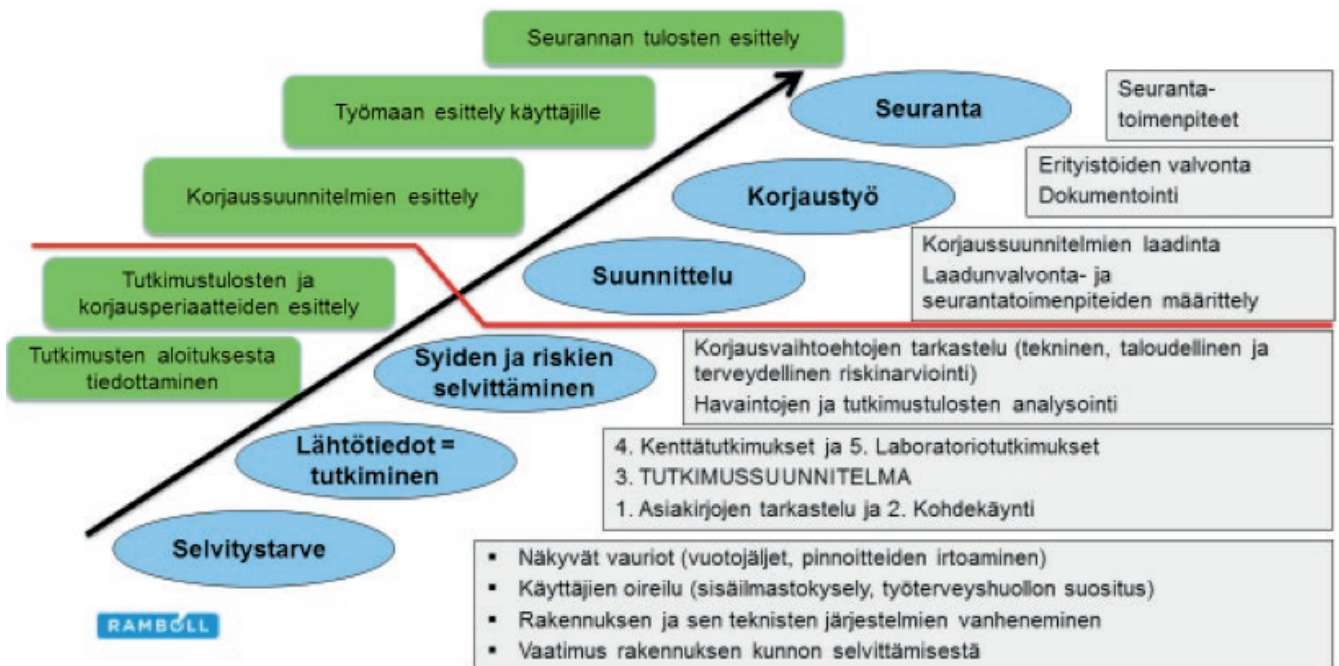 Seurannan tulosten esittely
Työmaan esittely käyttäjille
Korjaussuunnitelmien esittely
Tutkimustulosten ja
korjausperiaatteiden esittely
Tutkimusten aloituksesta
tiedottaminen
Seuranta
Korjaustyö
Suunnittelu
Syiden ja riskien
selvittäminen
Lähtötiedot =
tutkiminen
Selvitystarve
Seuranta-
toimenpiteet
Erityistöiden valvonta
Dokumentointi
Korjaussuunnitelmien laadinta
Laadunvalvonta- ja
seurantatoimenpiteiden määrittely
Korjausvaihtoehtojen tarkastelu (tekninen, taloudellinen ja
terveydellinen riskinarviointi)
Havaintojen ja tutkimustulosten analysointi
4. Kenttätutkimukset ja 5. Laboratoriotutkimukset
3. TUTKIMUSSUUNNITELMA
1. Asiakirjojen tarkastelu ja 2. Kohdekäynti
▪ Näkyvät vauriot (vuotojäljet, pinnoitteiden irtoaminen)
▪ Käyttäjien oireilu (sisäilmastokysely, työterveyshuollon suositus)
▪ Rakennuksen ja sen teknisten järjestelmien vanheneminen
▪ Vaatimus rakennuksen kunnon selvittämisestä
RAMBOLL